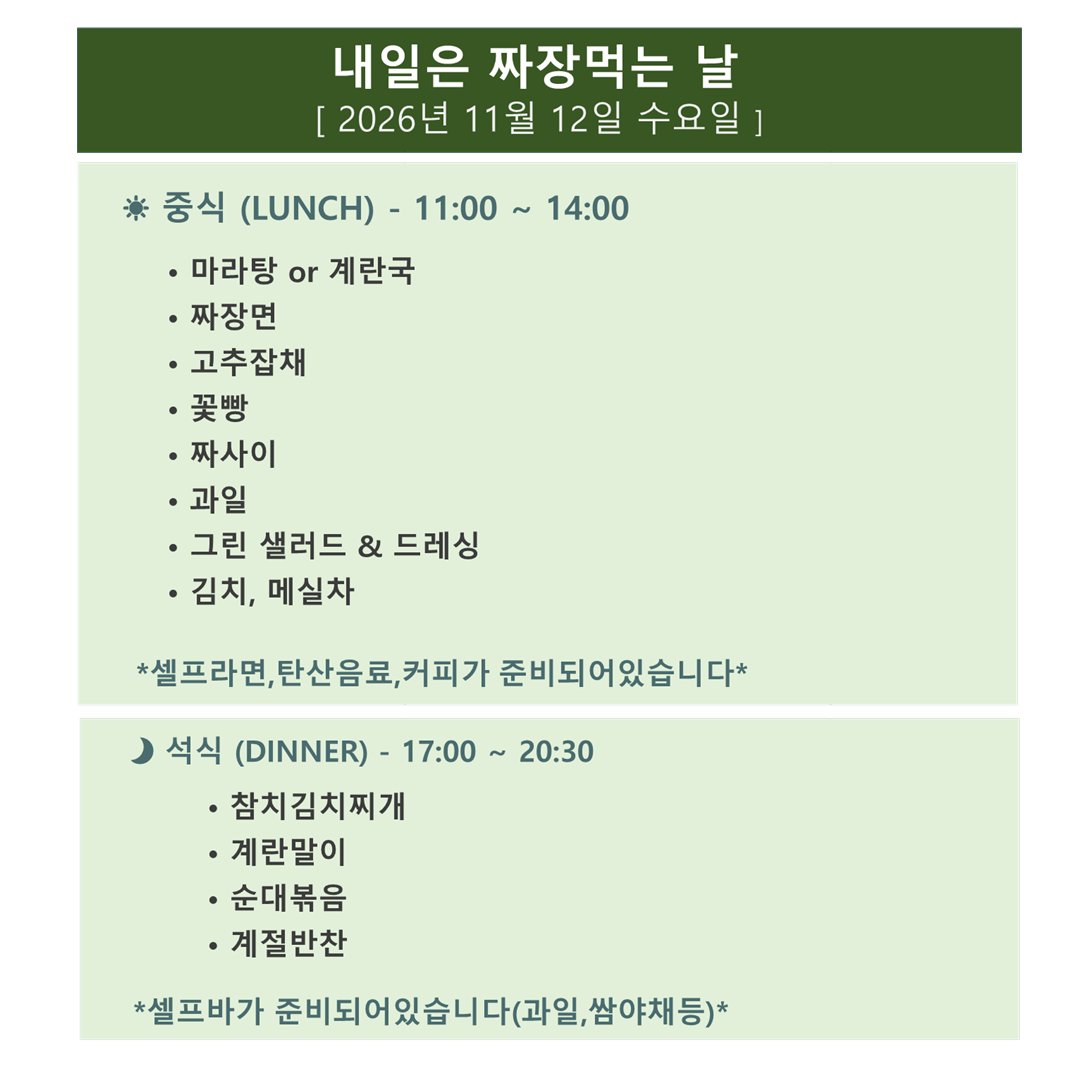 내일은 짜장먹는 날
[ 2026년 11월 12일 수요일 ]
중식 (LUNCH) - 11:00 ~ 14:00
• 마라탕 or 계란국
• 짜장면
• 고추잡채
• 꽃빵
• 짜사이
• 과일
• 그린 샐러드 & 드레싱
• 김치, 메실차
*셀프라면,탄산음료,커피가 준비되어있습니다*
석식 (DINNER) - 17:00 ~ 20:30
• 참치김치찌개
• 계란말이
• 순대볶음
• 계절반찬
*셀프바가 준비되어있습니다(과일,쌈야채등)*